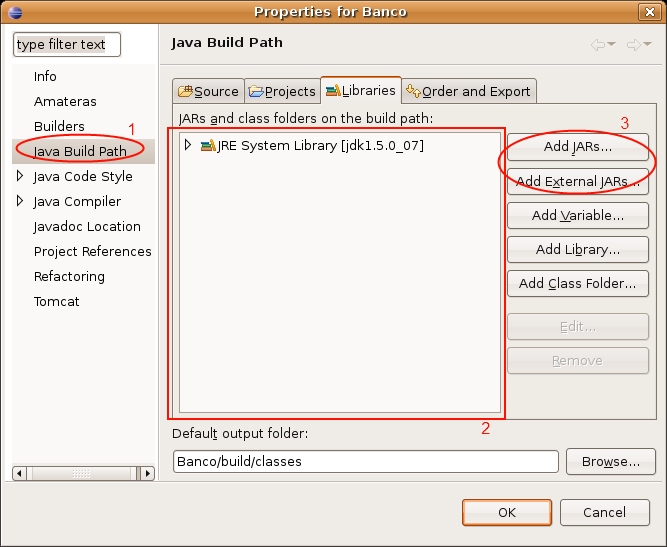 Properties for Banco
type filter text
Java Build Path
Info
Amateras
Builders
1
Java Build Path
Java Code Style
Java Compiler
Javadoc Location
Project References
Refactoring
Tomcat
Source Projects Libraries Order and Export
JARs and class folders on the build path:
JRE System Library [jdk1.5.0_07]
3
Add JARs...
Add External JARs...
Add Variable...
Add Library...
Add Class Folder...
Edit...
Remove
2
Default output folder:
Banco/build/classes
Browse...
OK Cancel